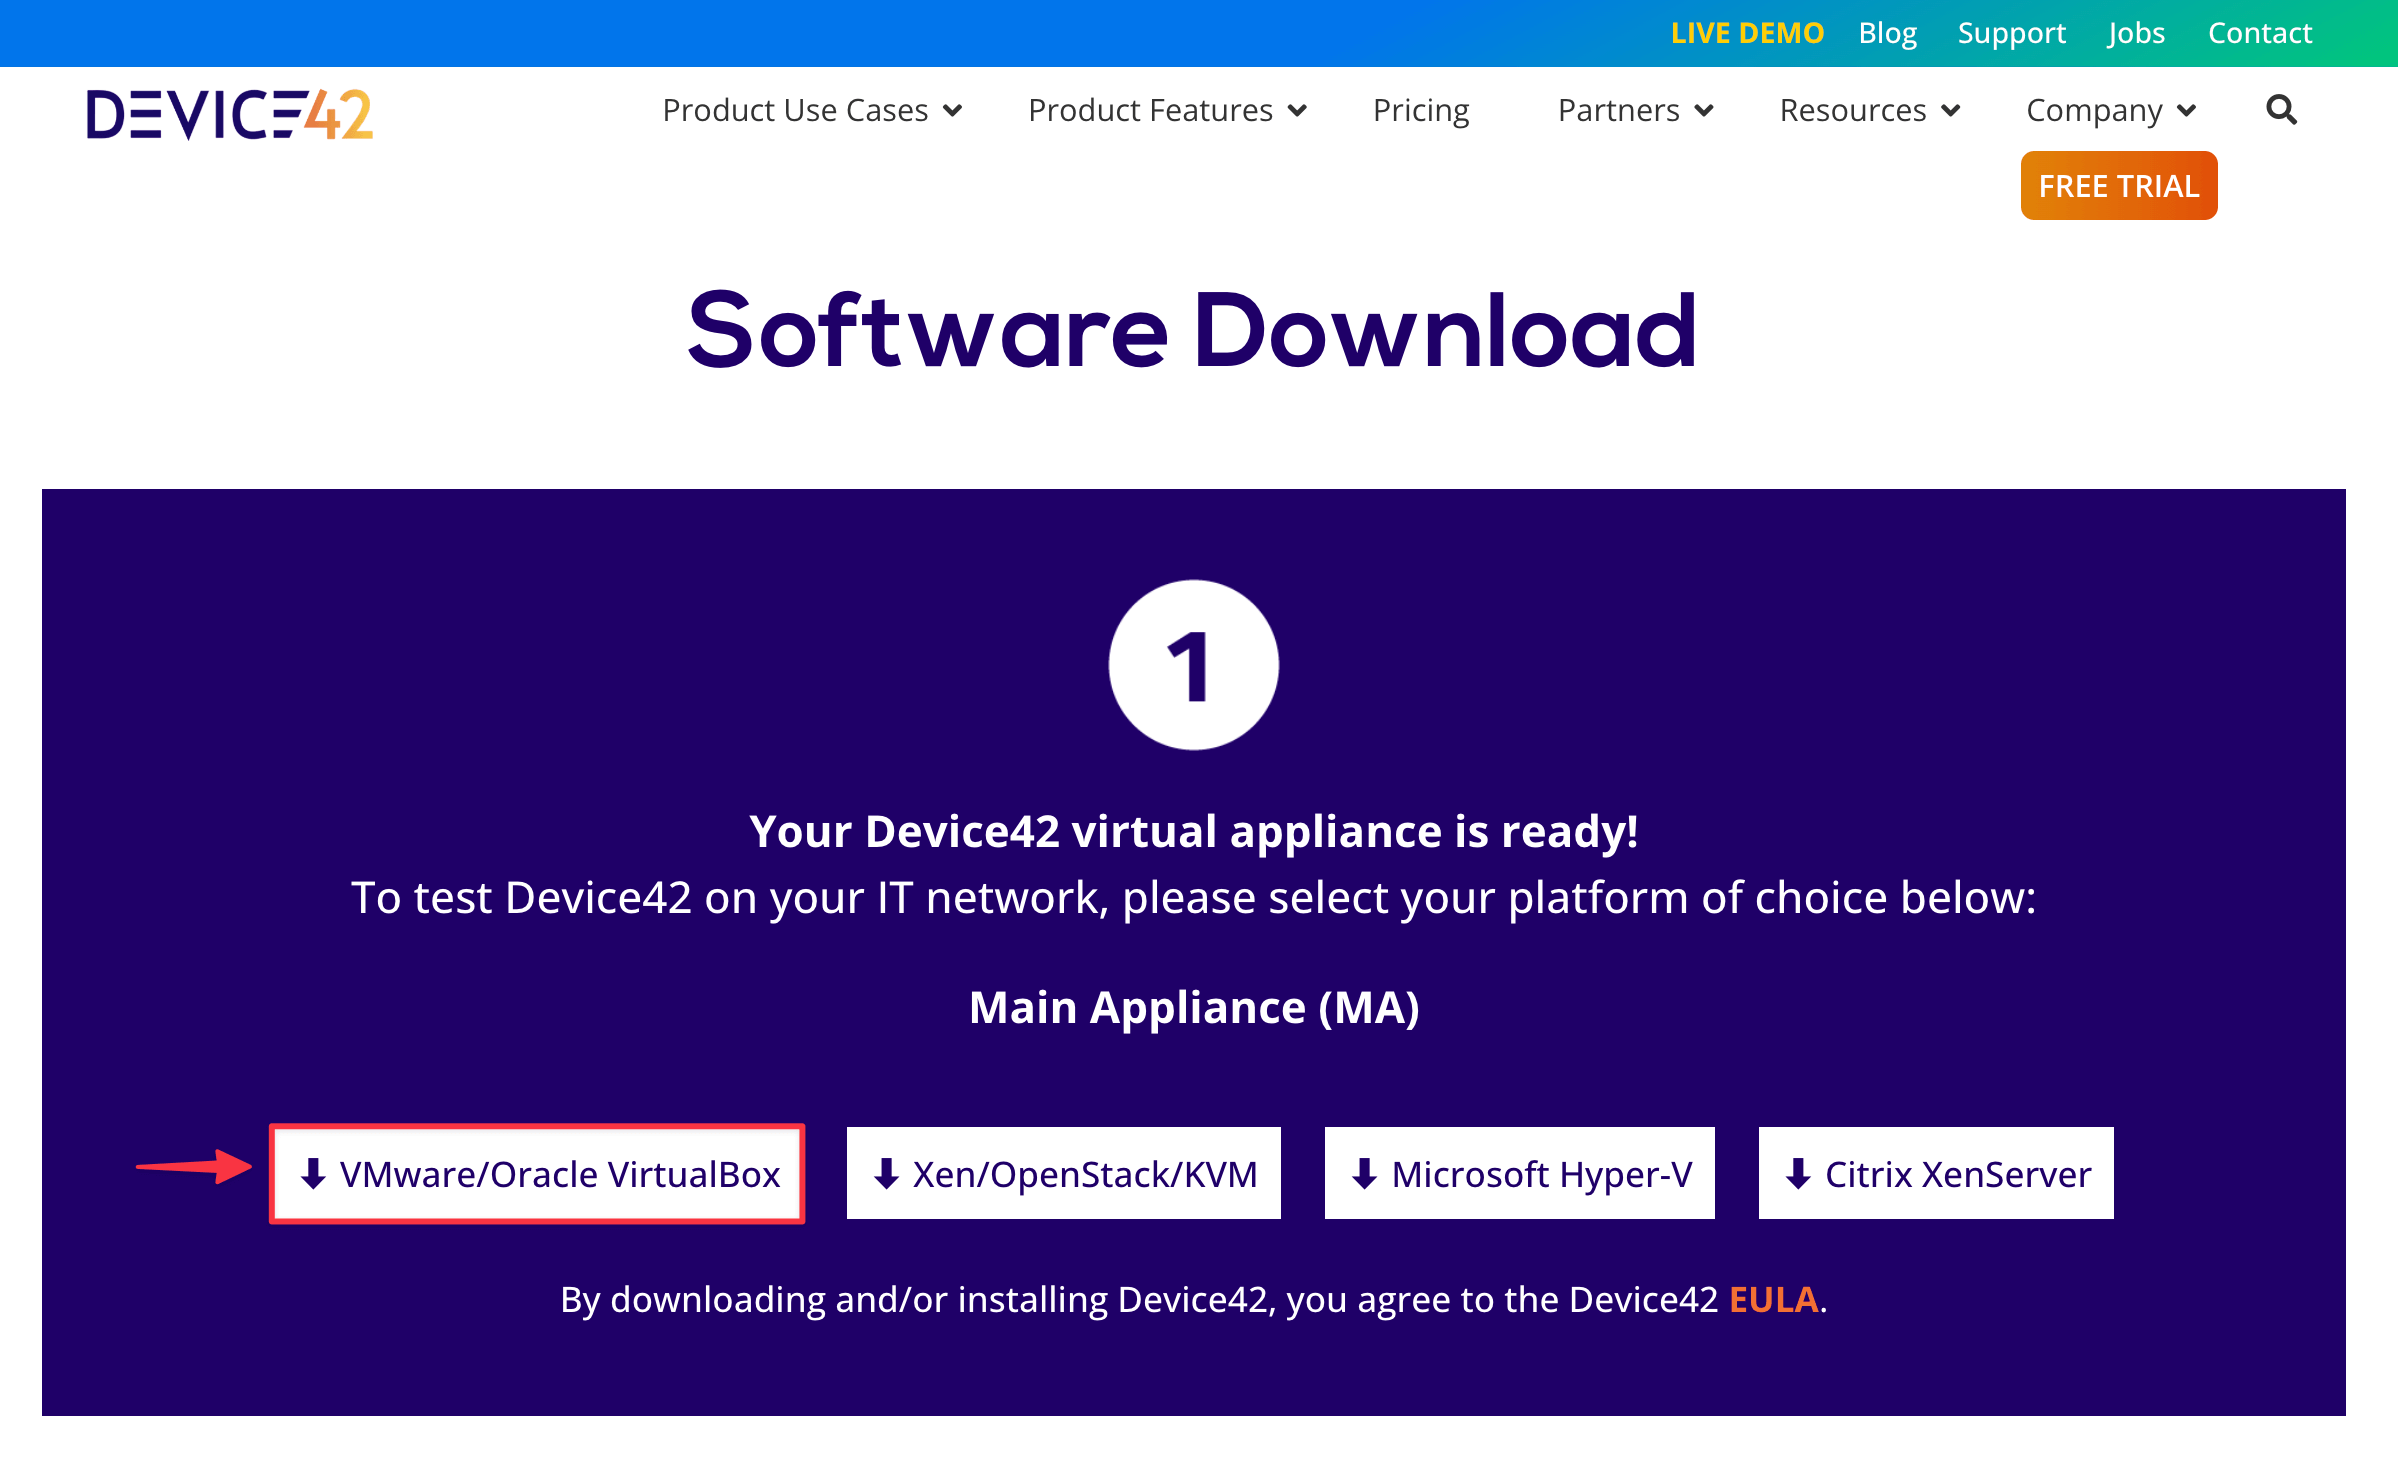 LIVE DEMO Blog Support Jobs Contact
DEVICE42 Product Use Cases Product Features Pricing Partners Resources Company
FREE TRIAL
Software Download
1
Your Device42 virtual appliance is ready!
To test Device42 on your IT network, please select your platform of choice below:
Main Appliance (MA)
VMware/Oracle VirtualBox Xen/OpenStack/KVM Microsoft Hyper-V Citrix XenServer
By downloading and/or installing Device42, you agree to the Device42 EULA.